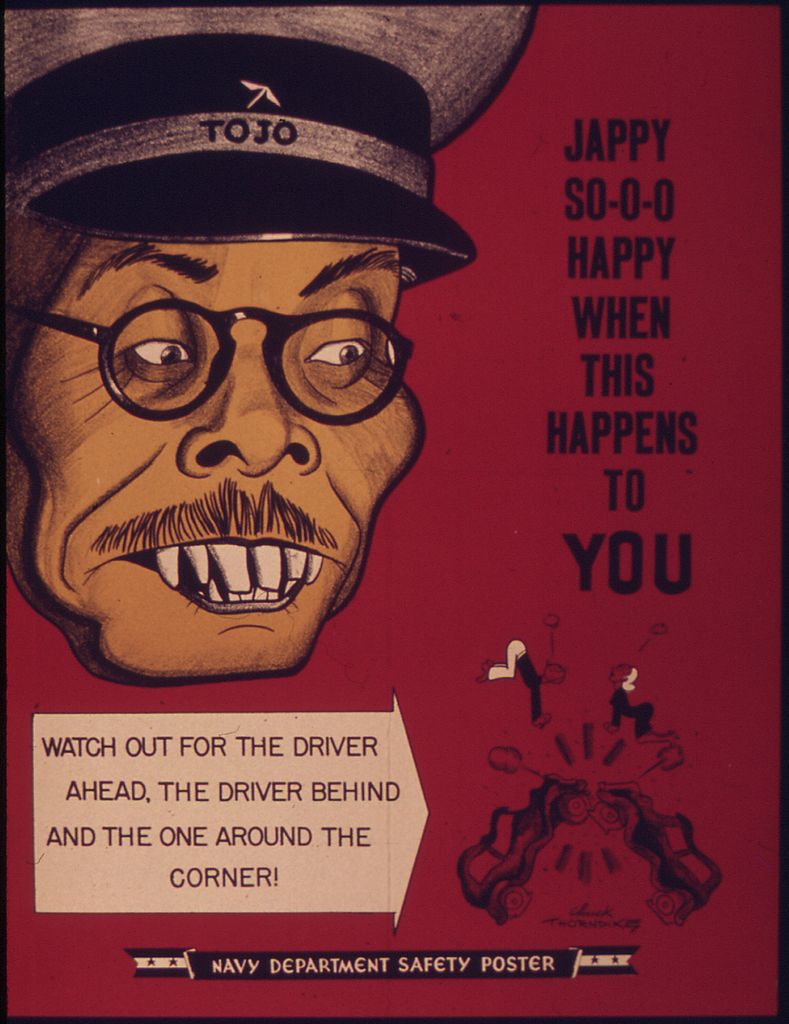 TOJO
JAPPY
SO-O-O
HAPPY
WHEN
THIS
HAPPENS
TO
YOU
WATCH OUT FOR THE DRIVER
AHEAD, THE DRIVER BEHIND
AND THE ONE AROUND THE
CORNER!
Chuck
THORNDIKE
NAVY DEPARTMENT SAFETY POSTER